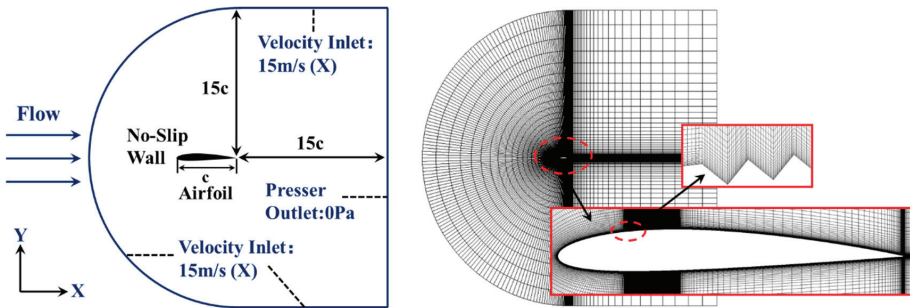 Velocity Inlet:
15m/s (X)
15c
Flow
No-Slip
Wall
15c
c
Airfoil
Presser
Outlet:0Pa
Y
Velocity Inlet:
15m/s (X)
X